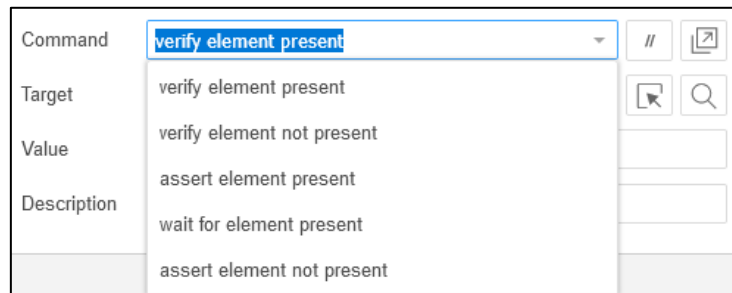 Command
verify element present
//
Target
verify element present
verify element not present
Value
assert element present
Description
wait for element present
assert element not present